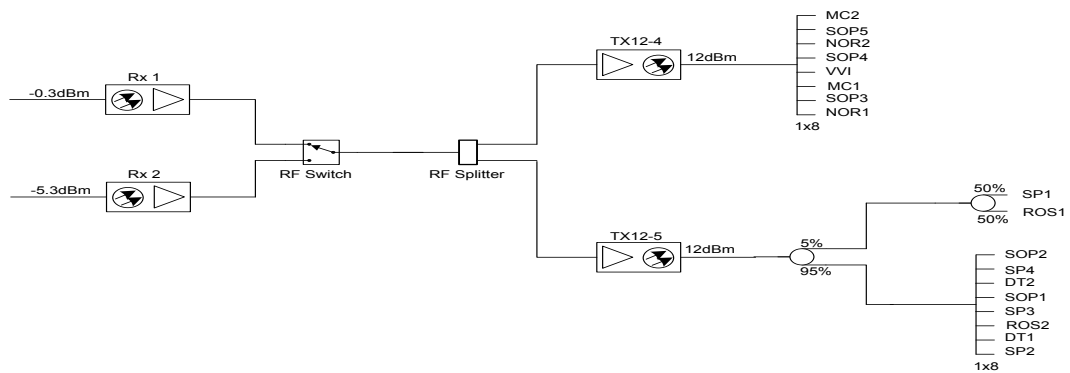 MC2
SOP5
NOR2
SOP4
VVI
MC1
SOP3
NOR1
1x8
TX12-4
12dBm
Rx 1
-0.3dBm
RF Switch
RF Splitter
Rx 2
-5.3dBm
TX12-5
12dBm
5%
95%
50%
SP1
50%
ROS1
SOP2
SP4
DT2
SOP1
SP3
ROS2
DT1
SP2
1x8